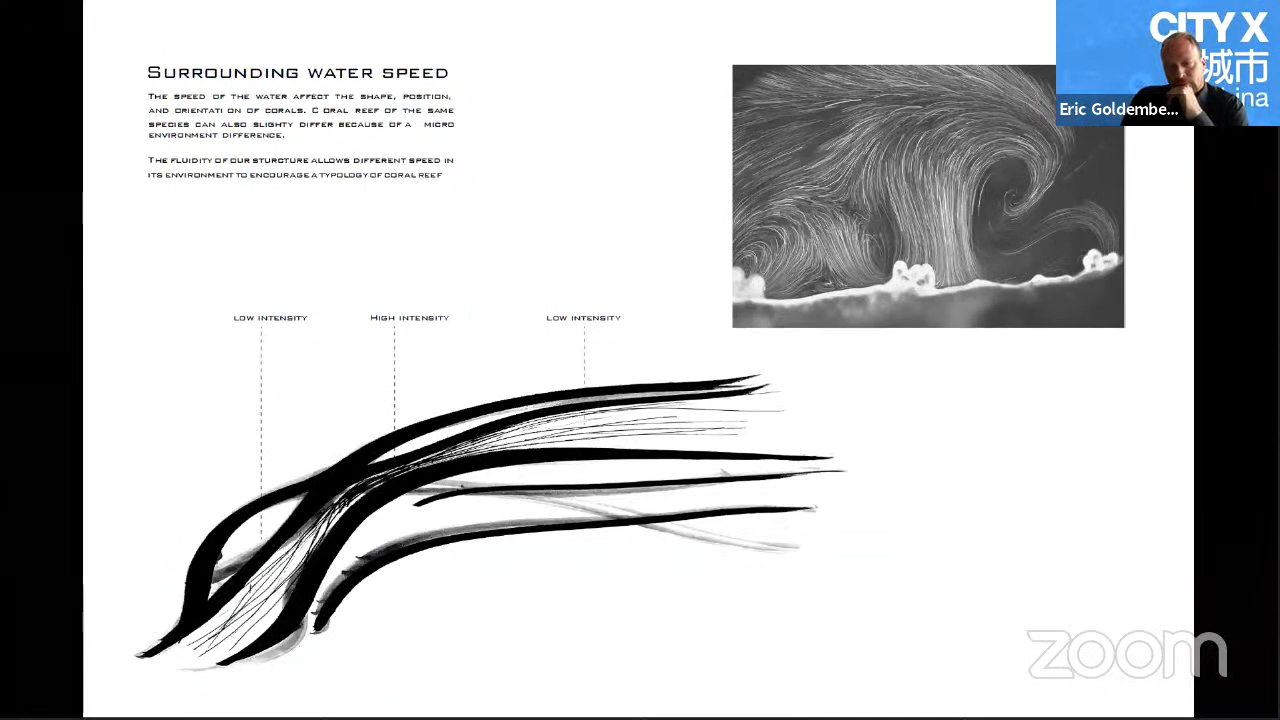 SURROUNDING WATER SPEED
THE SPEED OF THE WATER AFFECT THE SHAPE, POSITION,
AND ORIENTATI ON OF CORALS. C ORAL REEF OF THE SAME
SPECIES CAN ALSO SLIGHTY DIFFER BECAUSE OF A MICRO
ENVIRONMENT DIFFERENCE.
THE FLUIDITY OF OUR STURCTURE ALLOWS DIFFERENT SPEED IN
ITS ENVIRONMENT TO ENCOURAGE A TYPOLOGY OF CORAL REEF
CITY X
城市
ina
Eric Goldembe...
LOW INTENSITY
HIGH INTENSITY
LOW INTENSITY
zoom